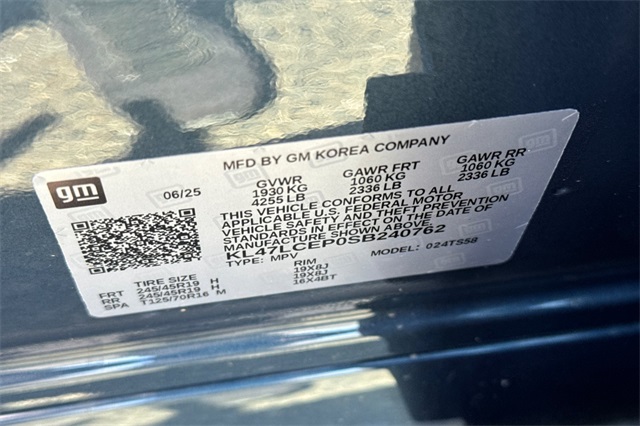 MFD BY GM KOREA COMPANY
gm 06/25 GVWR GAWR FRT GAWR RR
1930 KG 1060 KG 1060 KG
4255 LB 2336 LB 2336 LB
THIS VEHICLE CONFORMS TO ALL
APPLICABLE U.S. FEDERAL MOTOR
VEHICLE SAFETY AND THEFT PREVENTION
STANDARDS IN EFFECT ON THE DATE OF
MANUFACTURE SHOWN ABOVE.
KL47LCEP0SB240762
TYPE: MPV MODEL: 024TS58
TIRE SIZE RIM
FRT 245/45R19 H 19X8J
RR 245/45R19 H 19X8J
SPA T125/70R16 M 16X4BT